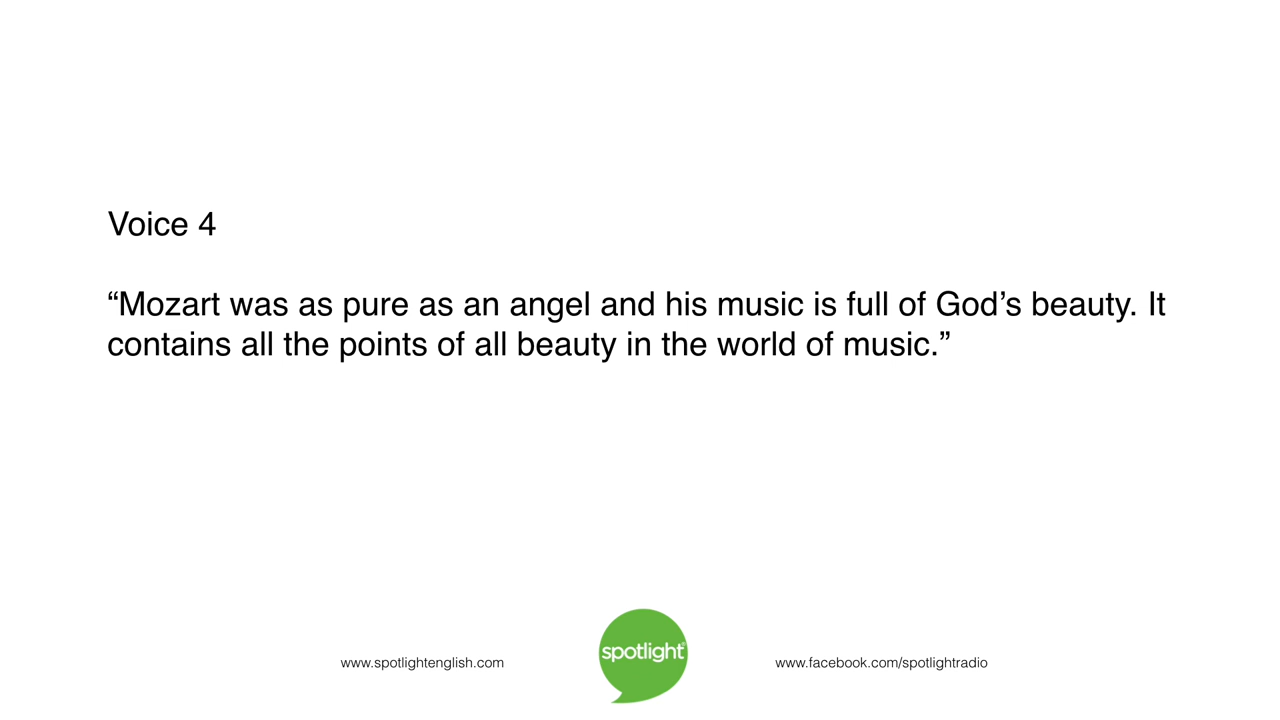 Voice 4
“Mozart was as pure as an angel and his music is full of God’s beauty. It
contains all the points of all beauty in the world of music.”
www.spotlightenglish.com
spotlight®
www.facebook.com/spotlightradio